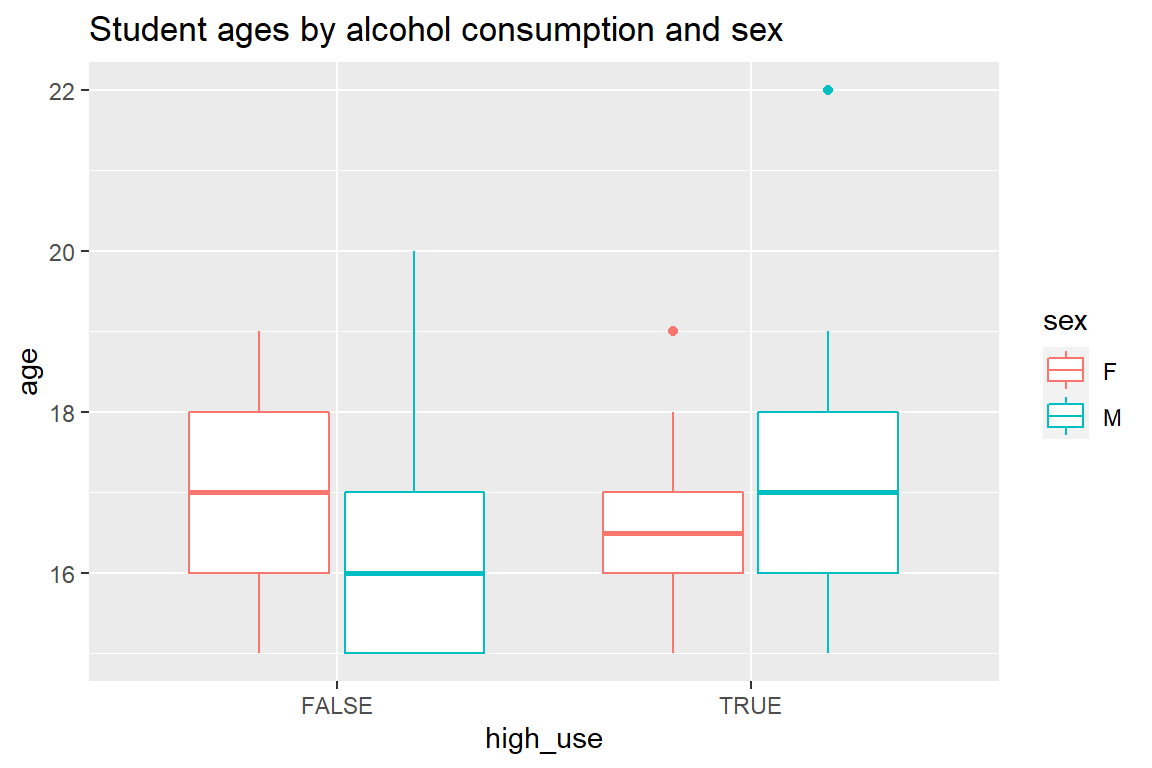 Student ages by alcohol consumption and sex
22
20
18
16
age
FALSE
TRUE
high_use
sex
F
M